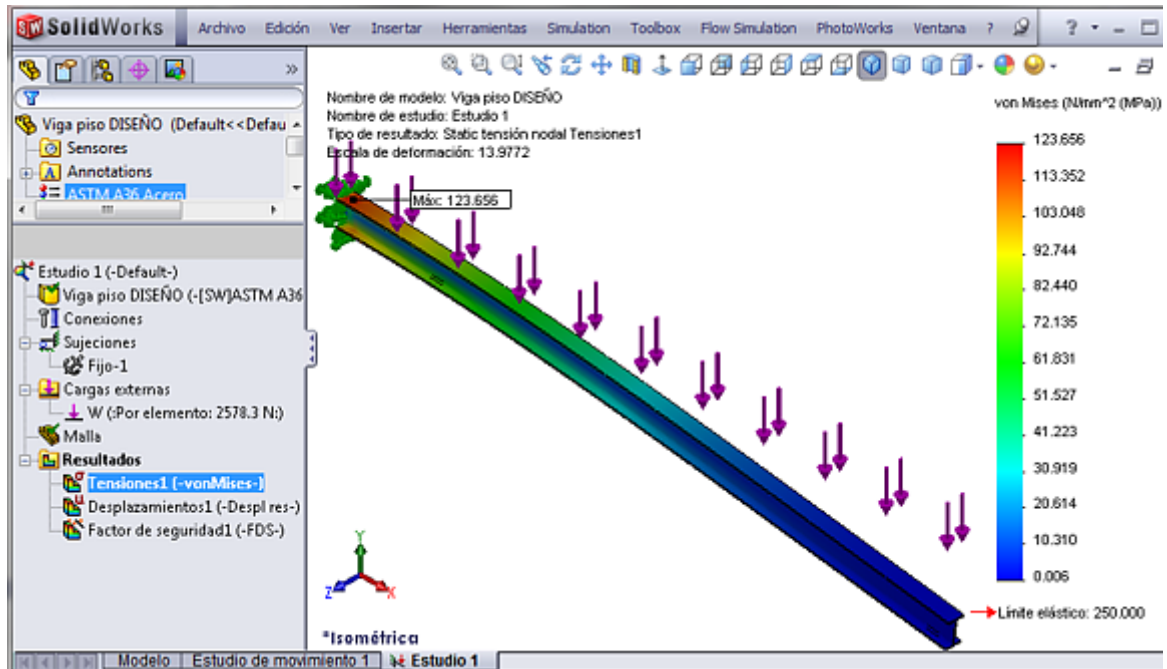 SolidWorks Archivo Edición Ver Insertar Herramientas Simulation Toolbox Flow Simulation PhotoWorks Ventana ? ?
Viga piso DISEÑO (Default<<Defau
Sensores
Annotations
ASTM A36 Acero
Estudio 1 (-Default-)
Viga piso DISEÑO (-[SW]ASTM A36
Conexiones
Sujeciones
Fijo-1
Cargas externas
W (:Por elemento: 2578.3 N:)
Malla
Resultados
Tensiones1 (-vonMises-)
Desplazamientos1 (-Despl res-)
Factor de seguridad1 (-FDS-)
Nombre de modelo: Viga piso DISEÑO
Nombre de estudio: Estudio 1
Tipo de resultado: Static tensión nodal Tensiones1
Escala de deformación: 13.9772
Máx: 123.656
von Mises (N/mm^2 (MPa))
123.656
113.352
103.048
92.744
82.440
72.135
61.831
51.527
41.223
30.919
20.614
10.310
0.006
Límite elástico: 250.000
Y
Z
X
*Isométrica
Modelo Estudio de movimiento 1 Estudio 1